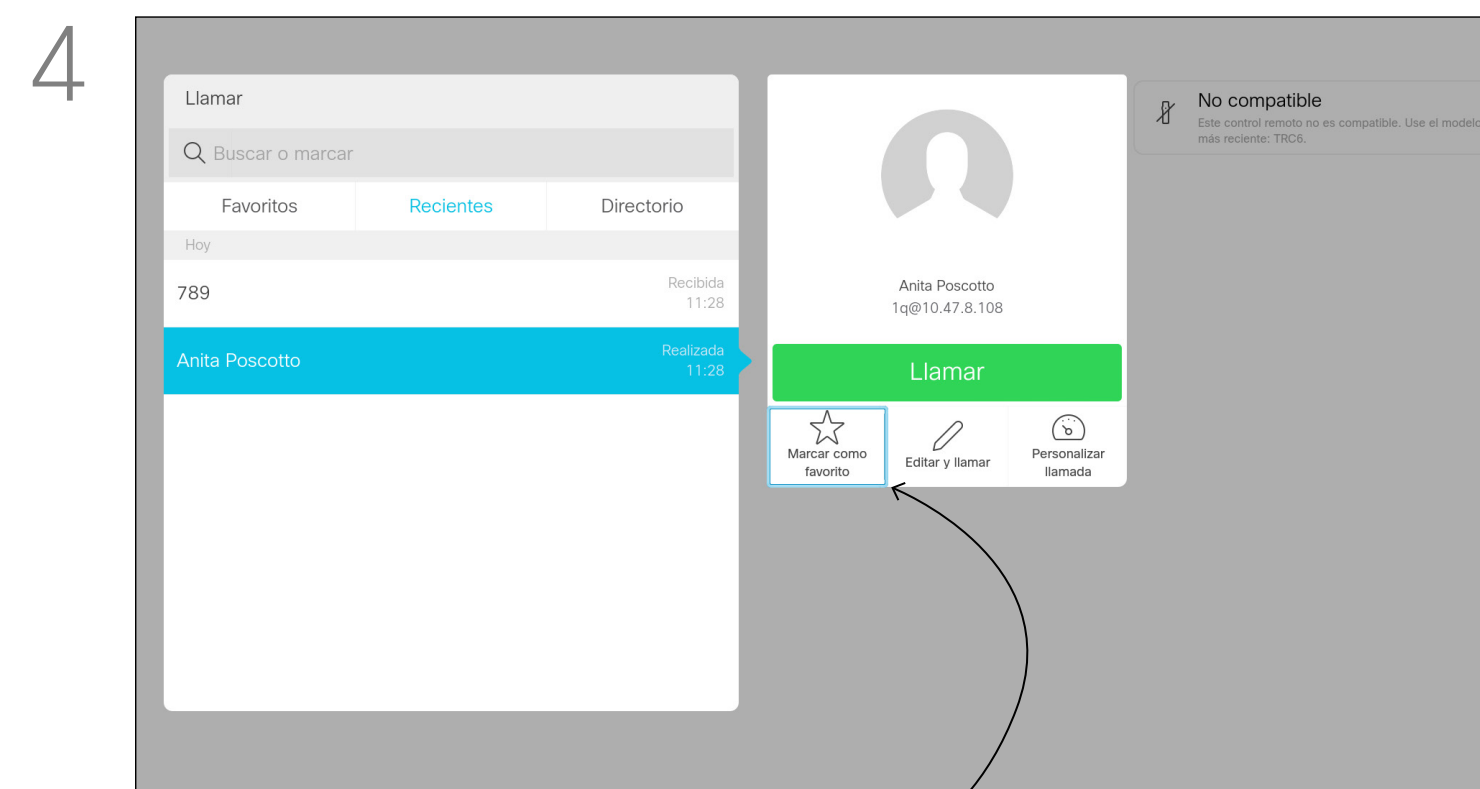 4
Llamar
Buscar o marcar
Favoritos Recientes Directorio
Hoy
789
Recibida
11:28
Anita Poscotto
Realizada
11:28
Anita Poscotto
1q@10.47.8.108
Llamar
Marcar como
favorito
Editar y llamar
Personalizar
llamada
No compatible
Este control remoto no es compatible. Use el modelo
más reciente: TRC6.